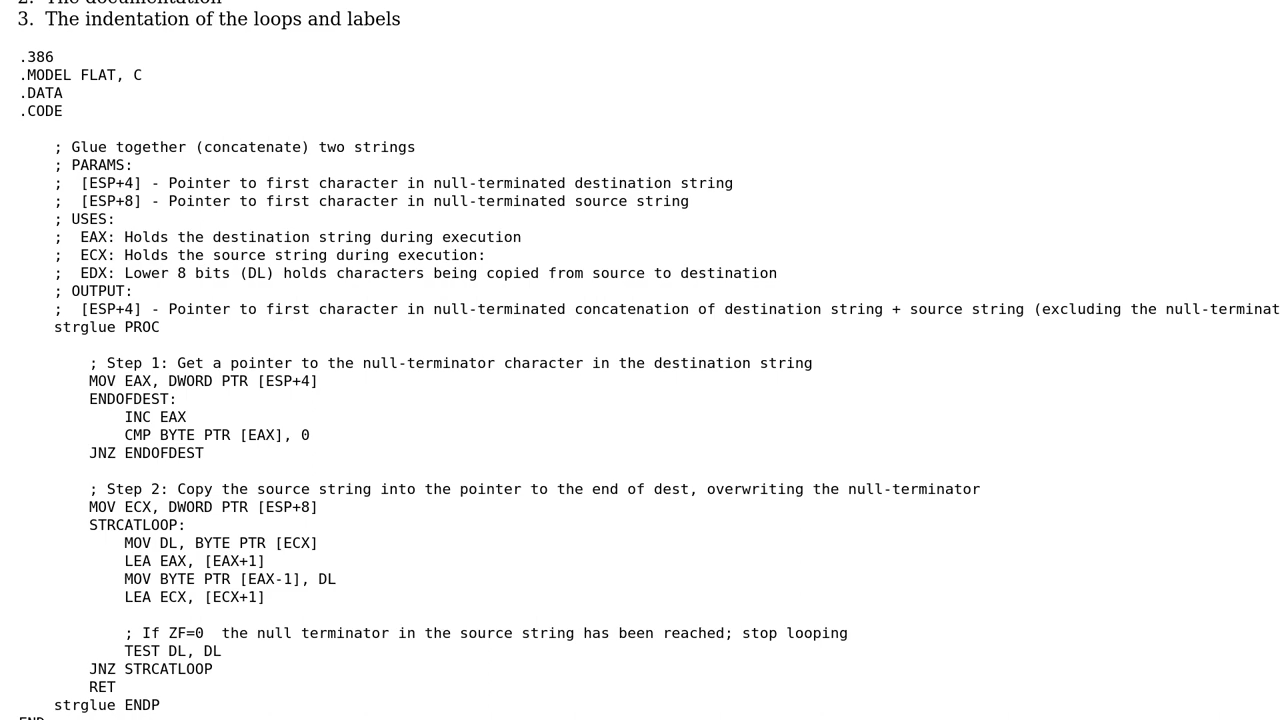 2. The documentation
3. The indentation of the loops and labels
.386
.MODEL FLAT, C
.DATA
.CODE
; Glue together (concatenate) two strings
; PARAMS:
;  [ESP+4] - Pointer to first character in null-terminated destination string
;  [ESP+8] - Pointer to first character in null-terminated source string
; USES:
;  EAX: Holds the destination string during execution
;  ECX: Holds the source string during execution:
;  EDX: Lower 8 bits (DL) holds characters being copied from source to destination
; OUTPUT:
;  [ESP+4] - Pointer to first character in null-terminated concatenation of destination string + source string (excluding the null-terminat
strglue PROC
; Step 1: Get a pointer to the null-terminator character in the destination string
MOV EAX, DWORD PTR [ESP+4]
ENDOFDEST:
INC EAX
CMP BYTE PTR [EAX], 0
JNZ ENDOFDEST
; Step 2: Copy the source string into the pointer to the end of dest, overwriting the null-terminator
MOV ECX, DWORD PTR [ESP+8]
STRCATLOOP:
MOV DL, BYTE PTR [ECX]
LEA EAX, [EAX+1]
MOV BYTE PTR [EAX-1], DL
LEA ECX, [ECX+1]
; If ZF=0  the null terminator in the source string has been reached; stop looping
TEST DL, DL
JNZ STRCATLOOP
RET
strglue ENDP
END